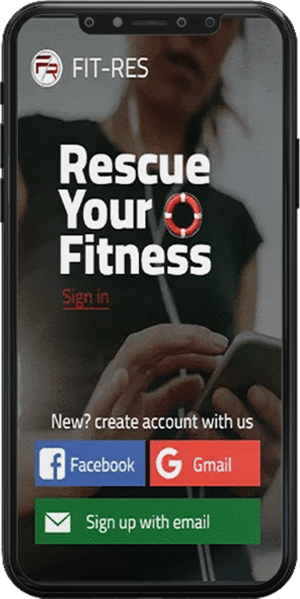 FR FIT-RES
Rescue
Your
Fitness
Sign in
New? create account with us
f Facebook G Gmail
Sign up with email